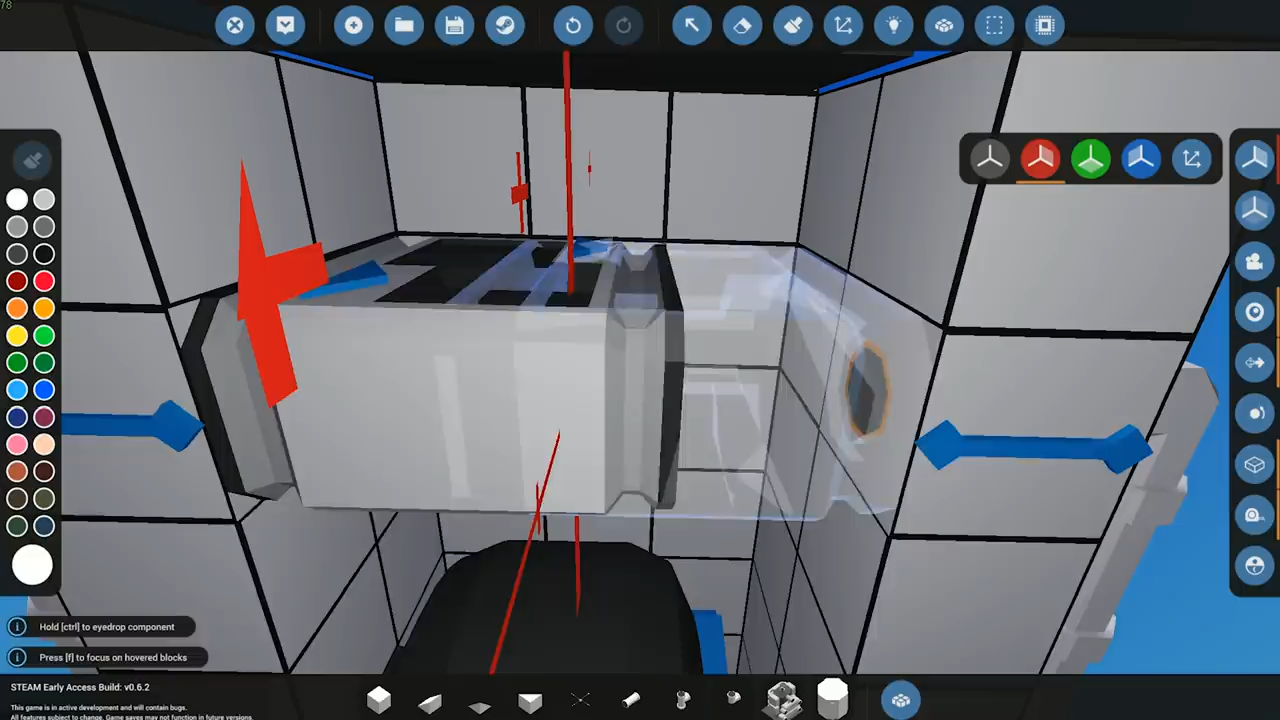 78
Hold [ctrl] to eyedrop component
Press [f] to focus on hovered blocks
STEAM Early Access Build: v0.6.2
This game is in active development and will contain bugs.
All features subject to change. Game saves may not function in future versions.